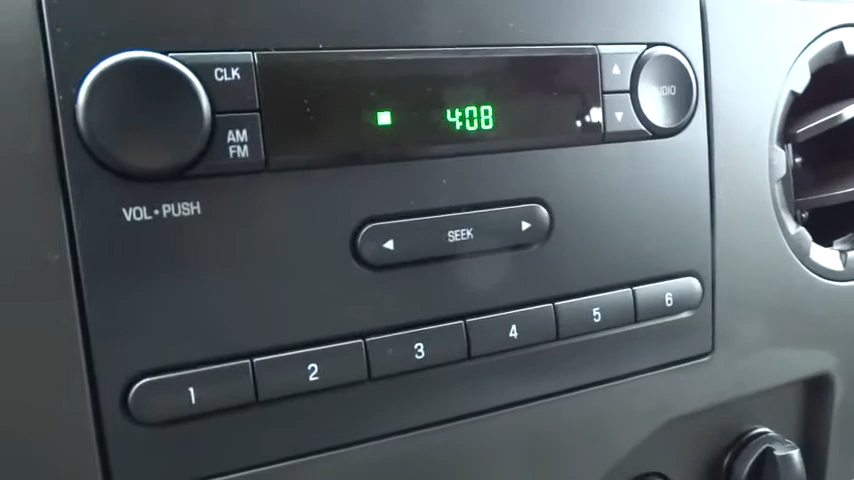 CLK
4:08
AUDIO
AM
FM
VOL • PUSH
SEEK
1 2 3 4 5 6